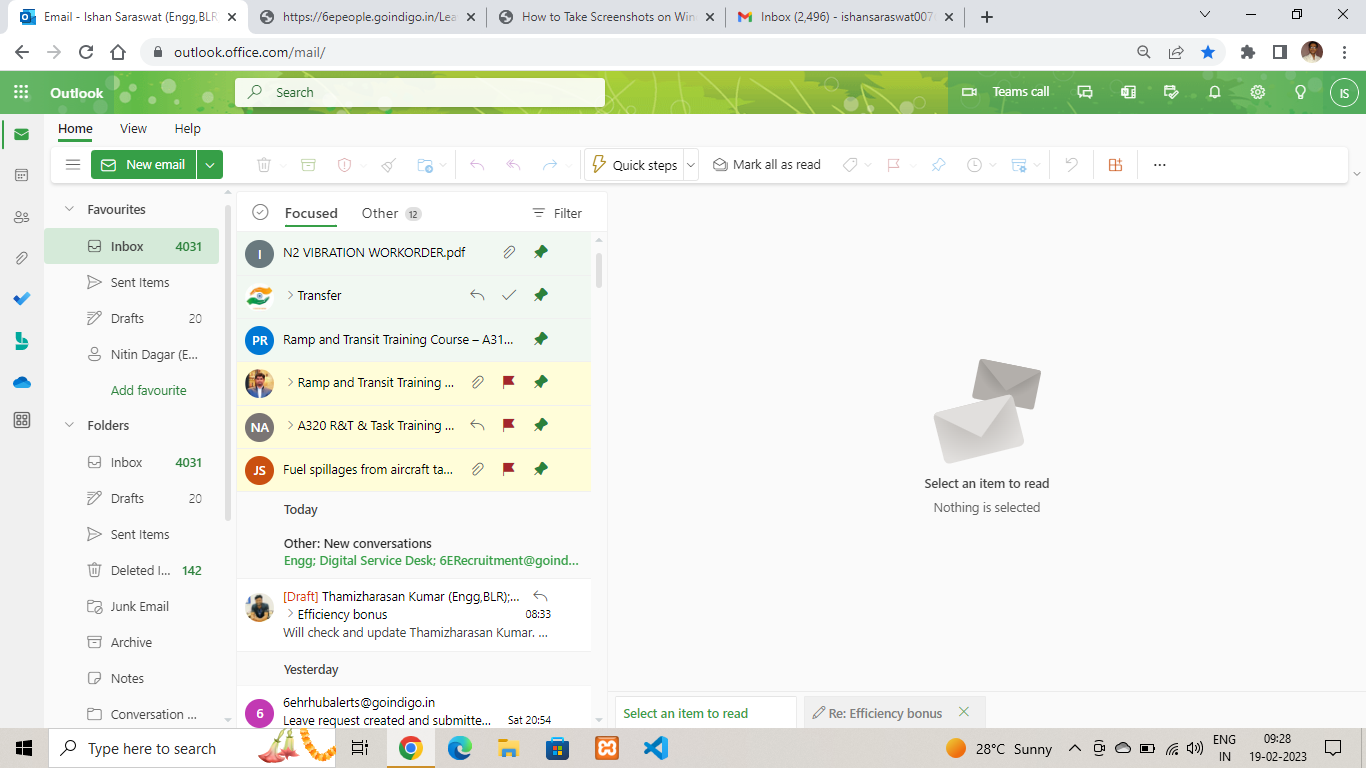 Email - Ishan Saraswat (Engg,BLR
https://6epeople.goindigo.in/Lea
How to Take Screenshots on Win
Inbox (2,496) - ishansaraswat007
outlook.office.com/mail/
Outlook
Search
Teams call
IS
Home View Help
New email
Quick steps
Mark all as read
Favourites
Inbox 4031
Sent Items
Drafts 20
Nitin Dagar (E...
Add favourite
Folders
Inbox 4031
Drafts 20
Sent Items
Deleted I... 142
Junk Email
Archive
Notes
Conversation ...
Focused Other 12 Filter
I N2 VIBRATION WORKORDER.pdf
Transfer
PR Ramp and Transit Training Course – A31...
Ramp and Transit Training ...
NA A320 R&T & Task Training ...
JS Fuel spillages from aircraft ta...
Today
Other: New conversations
Engg; Digital Service Desk; 6ERecruitment@goind...
[Draft] Thamizharasan Kumar (Engg,BLR);...
Efficiency bonus 08:33
Will check and update Thamizharasan Kumar. ...
Yesterday
6 6ehrhubalerts@goindigo.in
Leave request created and submitte... Sat 20:54
Select an item to read
Nothing is selected
Select an item to read
Re: Efficiency bonus
Type here to search
28°C Sunny
ENG
IN
09:28
19-02-2023